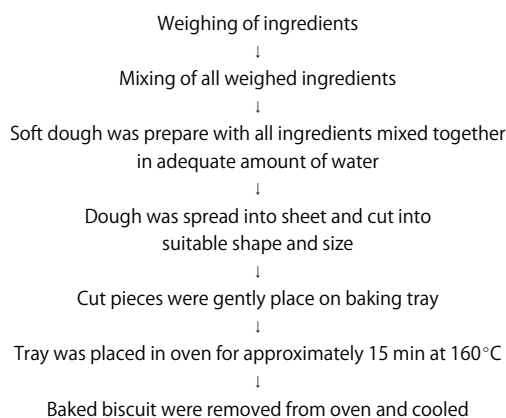 Weighing of ingredients
↓
Mixing of all weighed ingredients
↓
Soft dough was prepare with all ingredients mixed together
in adequate amount of water
↓
Dough was spread into sheet and cut into
suitable shape and size
↓
Cut pieces were gently place on baking tray
↓
Tray was placed in oven for approximately 15 min at 160°C
↓
Baked biscuit were removed from oven and cooled